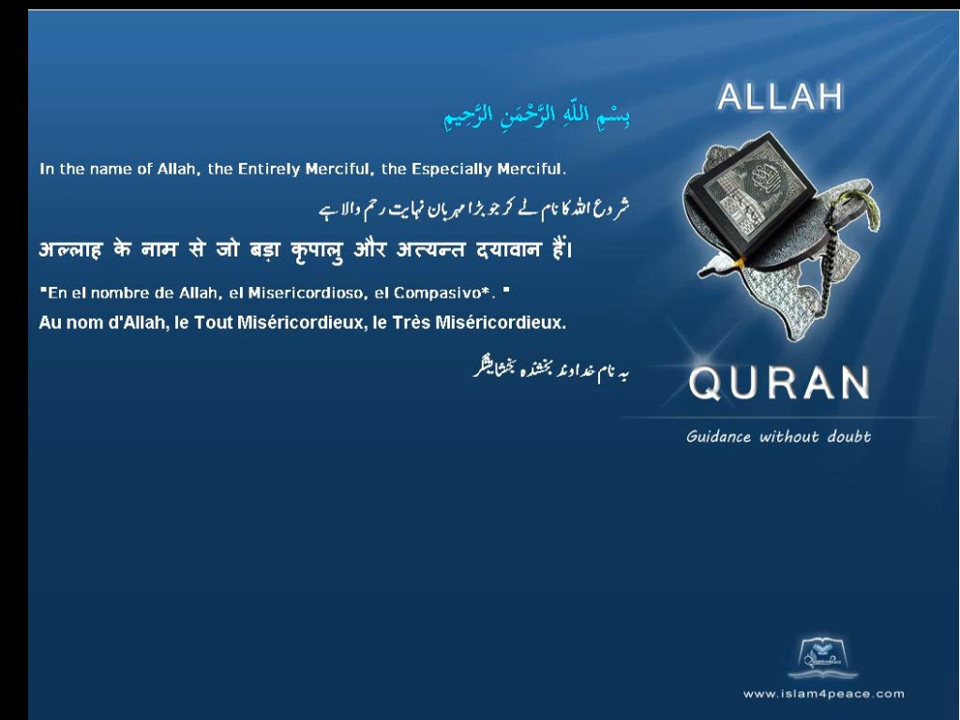 بِسْمِ اللّهِ الرَّحْمَنِ الرَّحِيمِ
In the name of Allah, the Entirely Merciful, the Especially Merciful.
شروع الله کا نام لے کر جو بڑا مہربان نہایت رحم والا ہے
अल्लाह के नाम से जो बड़ा कृपालु और अत्यन्त दयावान हैं।
"En el nombre de Allah, el Misericordioso, el Compasivo*. "
Au nom d'Allah, le Tout Miséricordieux, le Très Miséricordieux.
به نام خداوند بخشنده بخشایشگر
ALLAH
QURAN
Guidance without doubt
www.islam4peace.com